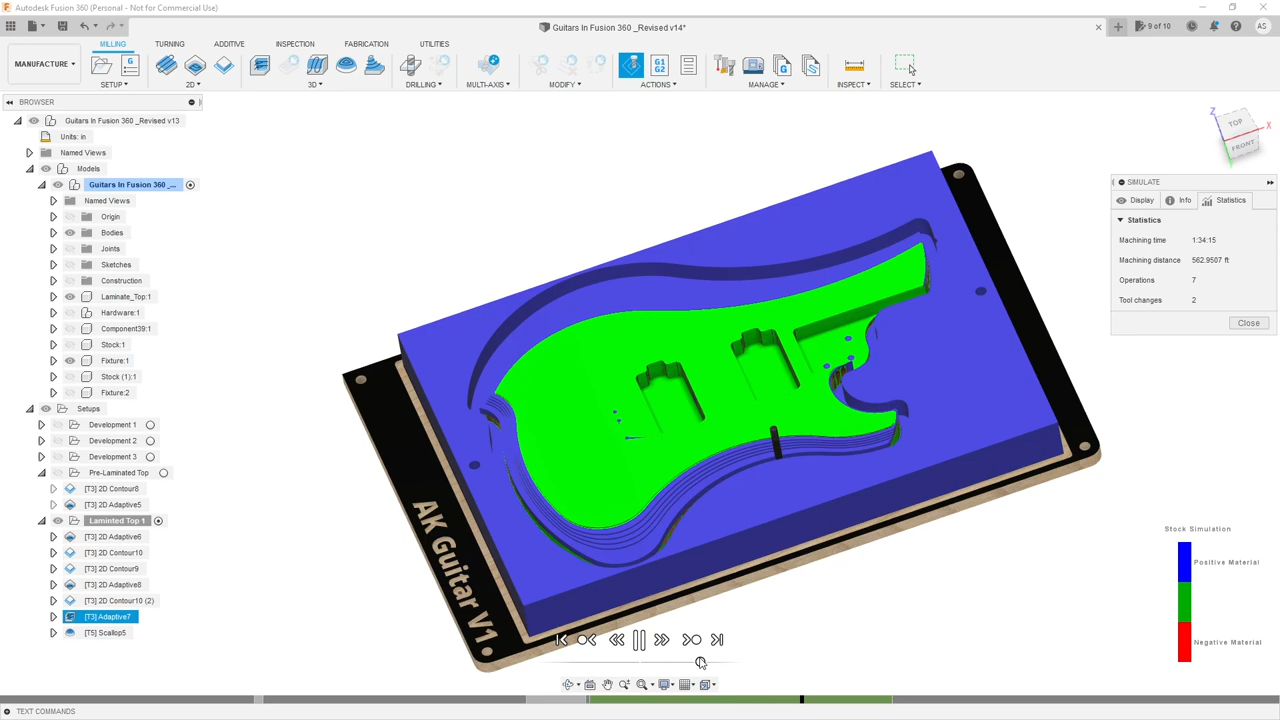 Autodesk Fusion 360 (Personal - Not for Commercial Use)
Guitars In Fusion 360 _Revised v14*
9 of 10
AS
MANUFACTURE
MILLING
TURNING
ADDITIVE
INSPECTION
FABRICATION
UTILITIES
SETUP
2D
3D
DRILLING
MULTI-AXIS
MODIFY
ACTIONS
MANAGE
INSPECT
SELECT
G
G1
G2
G
BROWSER
Guitars In Fusion 360 _Revised v13
Units: in
Named Views
Models
Guitars In Fusion 360 _...
Named Views
Origin
Bodies
Joints
Sketches
Construction
Laminate_Top:1
Hardware:1
Component39:1
Stock:1
Fixture:1
Stock (1):1
Fixture:2
Setups
Development 1
Development 2
Development 3
Pre-Laminated Top
[T3] 2D Contour8
[T3] 2D Adaptive5
Laminted Top 1
[T3] 2D Adaptive6
[T3] 2D Contour10
[T3] 2D Contour9
[T3] 2D Adaptive8
[T3] 2D Contour10 (2)
[T3] Adaptive7
[T5] Scallop5
AK Guitar V1
Z
X
TOP
FRONT
SIMULATE
Display
Info
Statistics
Statistics
Machining time 1:34:15
Machining distance 562.9507 ft
Operations 7
Tool changes 2
Close
Stock Simulation
Positive Material
Negative Material
TEXT COMMANDS